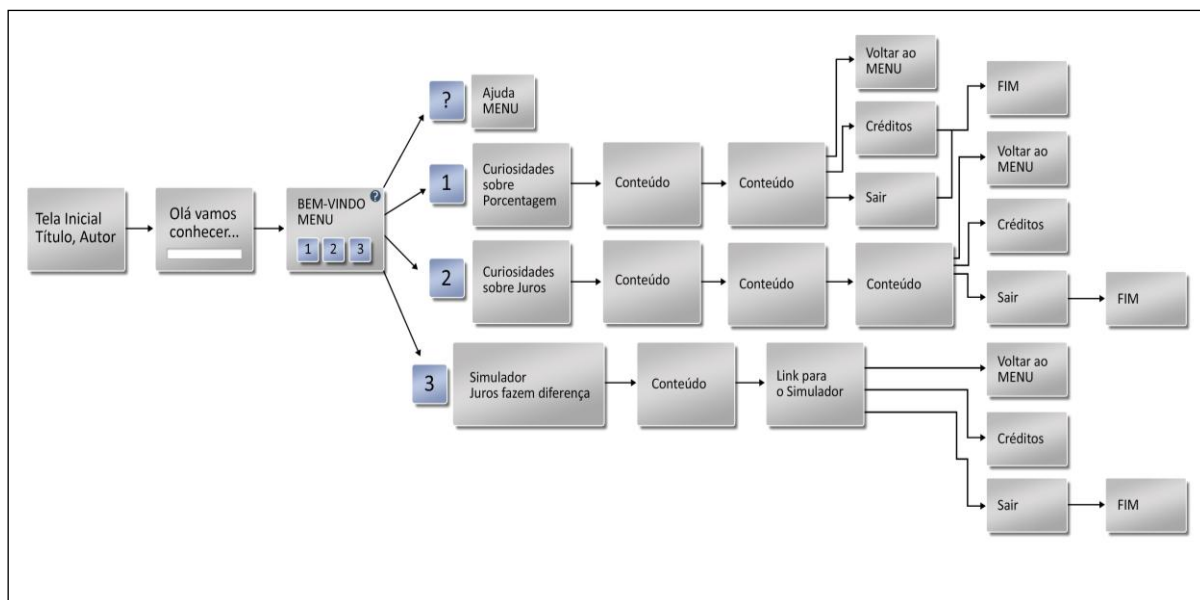 Tela Inicial
Título, Autor
Olá vamos
conhecer...
BEM-VINDO
MENU
?
1
2
3
?
Ajuda
MENU
1
Curiosidades
sobre
Porcentagem
Conteúdo
Conteúdo
Voltar ao
MENU
Créditos
Sair
FIM
2
Curiosidades
sobre Juros
Conteúdo
Conteúdo
Conteúdo
Voltar ao
MENU
Créditos
Sair
FIM
3
Simulador
Juros fazem diferença
Conteúdo
Link para
o Simulador
Voltar ao
MENU
Créditos
Sair
FIM